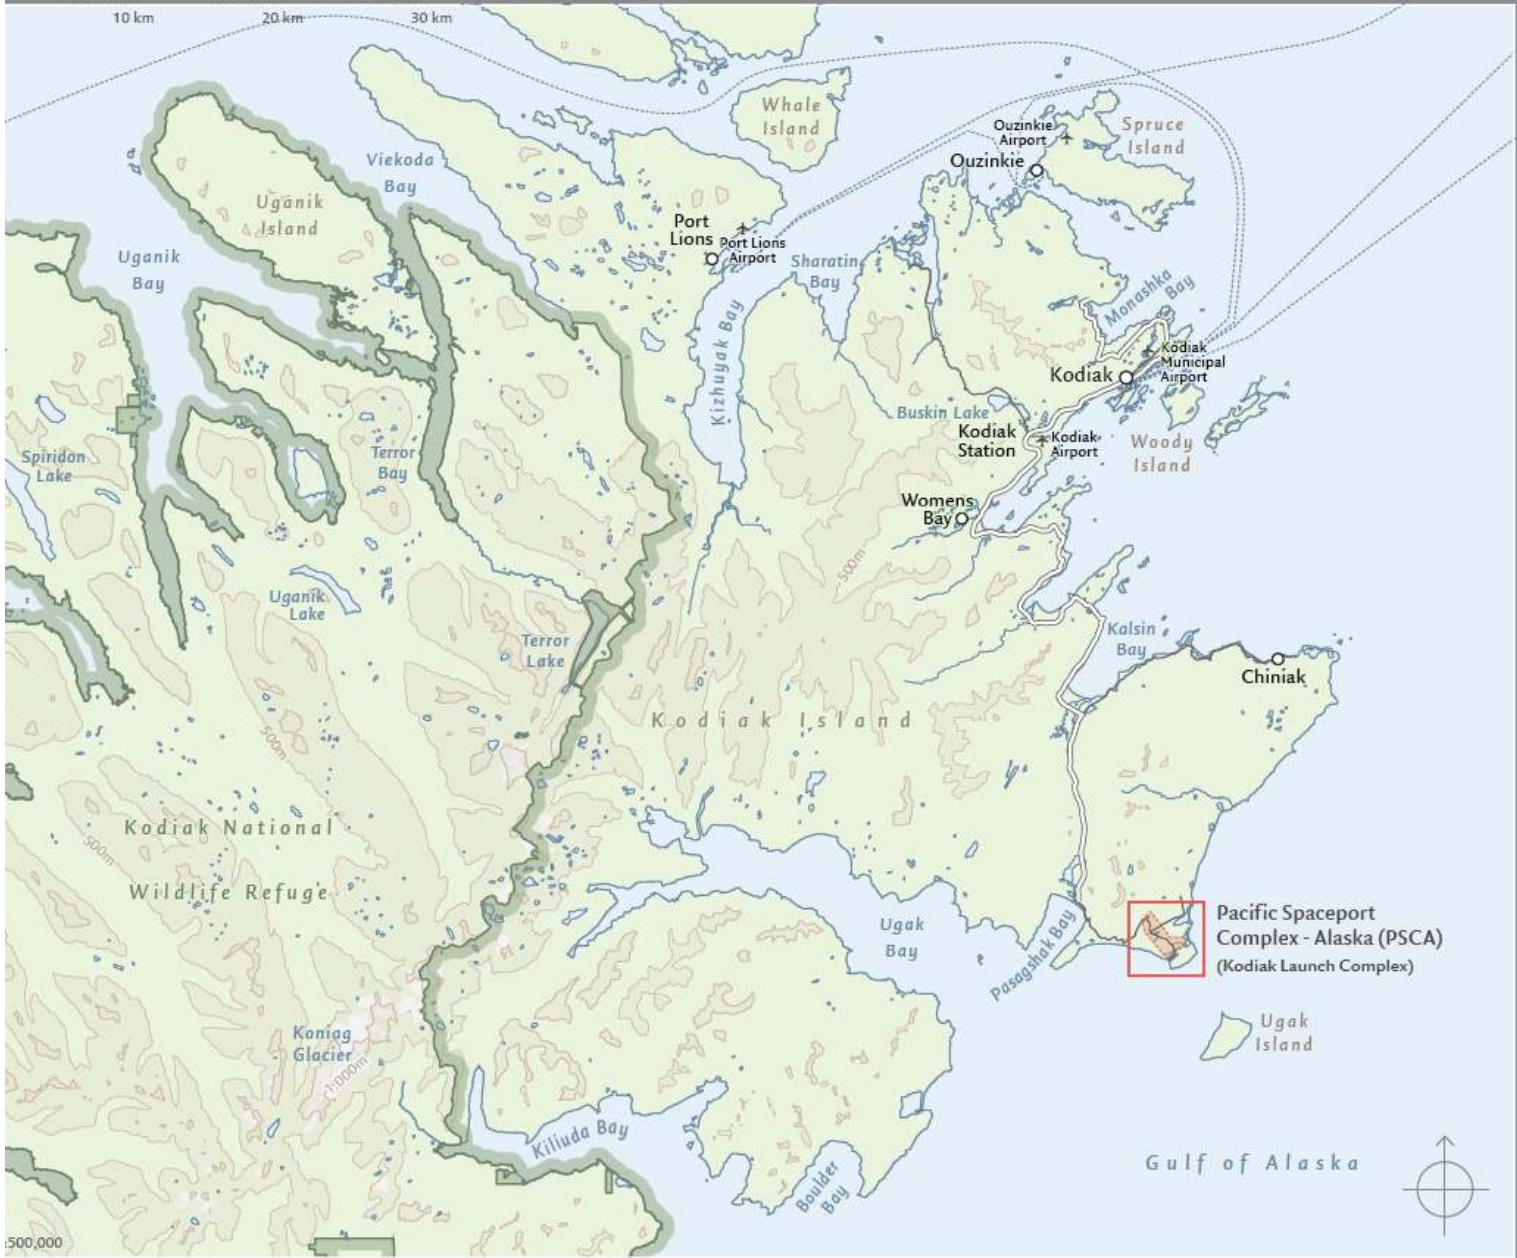 10 km
20 km
30 km
Whale
Island
Ouzinkie
Airport
Spruce
Island
Ouzinkie
Viekoda
Bay
Uganik
Island
Port
Lions
Port Lions
Airport
Uganik
Bay
Sharatin
Bay
Monashka
Bay
Kizhuyak Bay
Kodiak
Municipal
Airport
Kodiak
Buskin Lake
Kodiak
Station
Kodiak
Airport
Woody
Island
Spiridon
Lake
Terror
Bay
Womens
Bay
500m
Uganik
Lake
Terror
Lake
Kalsin
Bay
Chiniak
Kodiak Island
500m
Kodiak National
Wildlife Refuge
500m
Ugak
Bay
Pasagshak Bay
Pacific Spaceport
Complex - Alaska (PSCA)
(Kodiak Launch Complex)
Koniag
Glacier
1:000m
Ugak
Island
Kiliuda Bay
Boulder
Bay
Gulf of Alaska
:500,000